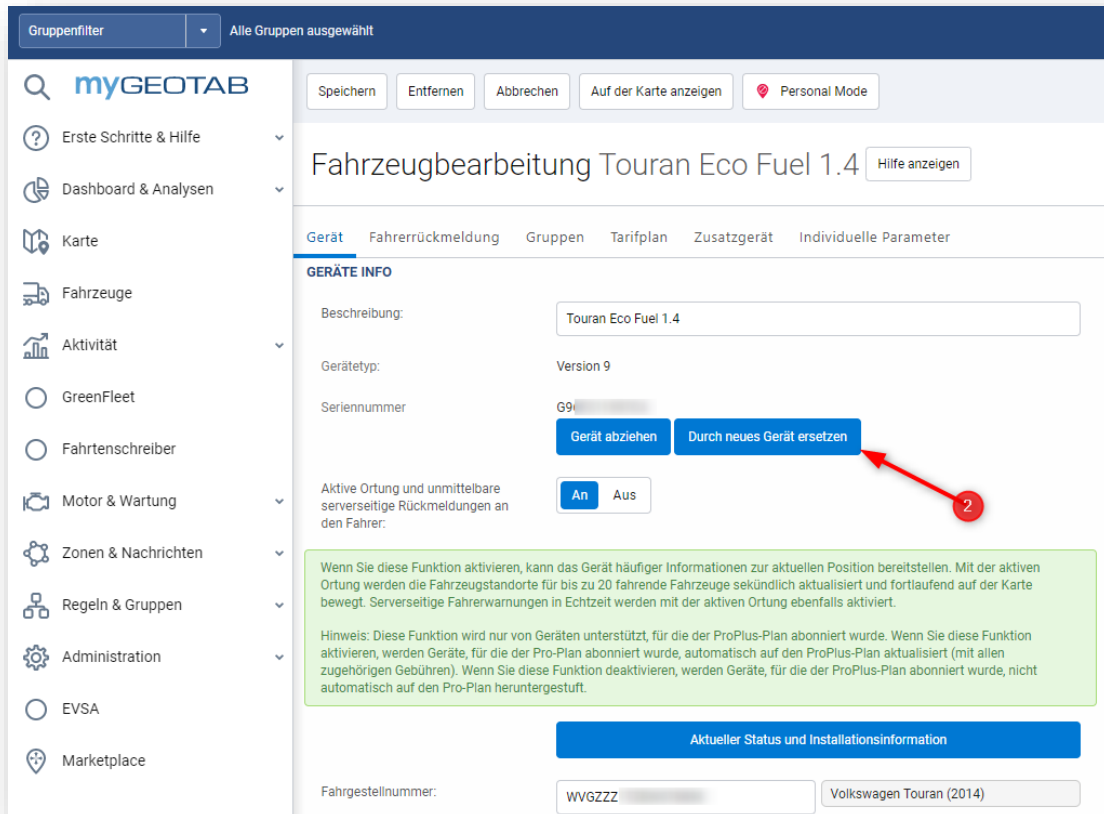 Gruppenfilter
Alle Gruppen ausgewählt
myGEOTAB
Erste Schritte & Hilfe
Dashboard & Analysen
Karte
Fahrzeuge
Aktivität
GreenFleet
Fahrtenschreiber
Motor & Wartung
Zonen & Nachrichten
Regeln & Gruppen
Administration
EVSA
Marketplace
Speichern Entfernen Abbrechen Auf der Karte anzeigen Personal Mode
Fahrzeugbearbeitung Touran Eco Fuel 1.4 Hilfe anzeigen
Gerät Fahrerrückmeldung Gruppen Tarifplan Zusatzgerät Individuelle Parameter
GERÄTE INFO
Beschreibung: Touran Eco Fuel 1.4
Gerätetyp: Version 9
Seriennummer G9
Gerät abziehen Durch neues Gerät ersetzen
2
Aktive Ortung und unmittelbare
serverseitige Rückmeldungen an
den Fahrer:
An Aus
Wenn Sie diese Funktion aktivieren, kann das Gerät häufiger Informationen zur aktuellen Position bereitstellen. Mit der aktiven
Ortung werden die Fahrzeugstandorte für bis zu 20 fahrende Fahrzeuge sekündlich aktualisiert und fortlaufend auf der Karte
bewegt. Serverseitige Fahrerwarnungen in Echtzeit werden mit der aktiven Ortung ebenfalls aktiviert.
Hinweis: Diese Funktion wird nur von Geräten unterstützt, für die der ProPlus-Plan abonniert wurde. Wenn Sie diese Funktion
aktivieren, werden Geräte, für die der Pro-Plan abonniert wurde, automatisch auf den ProPlus-Plan aktualisiert (mit allen
zugehörigen Gebühren). Wenn Sie diese Funktion deaktivieren, werden Geräte, für die der ProPlus-Plan abonniert wurde, nicht
automatisch auf den Pro-Plan heruntergestuft.
Aktueller Status und Installationsinformation
Fahrgestellnummer: WVGZZZ Volkswagen Touran (2014)